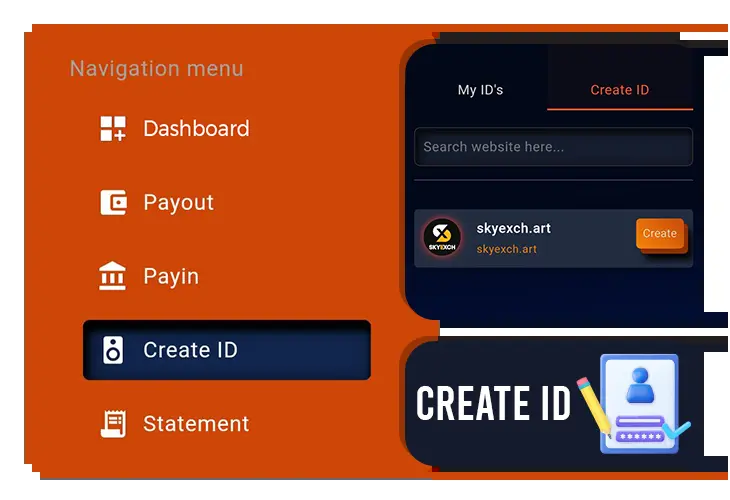 Navigation menu
Dashboard
Payout
Payin
Create ID
Statement
My ID's
Create ID
Search website here...
SKYEXCH
skyexch.art
skyexch.art
Create
CREATE ID